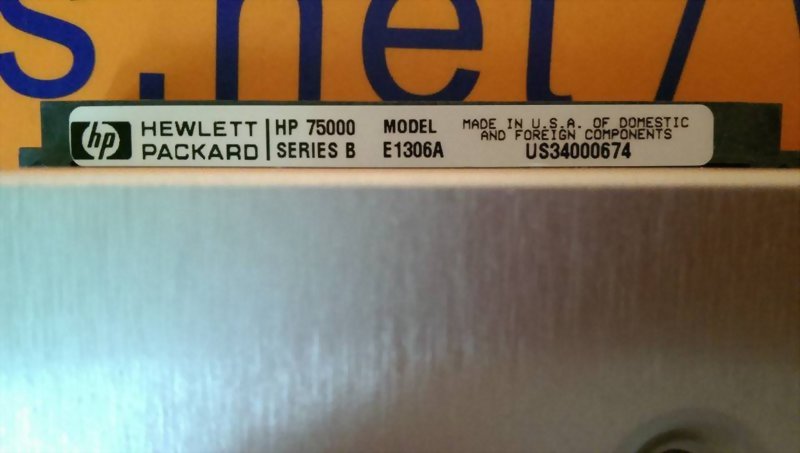 s.net/
hp
HEWLETT
PACKARD
HP 75000
SERIES B
MODEL
E1306A
MADE IN U.S.A. OF DOMESTIC
AND FOREIGN COMPONENTS
US34000674